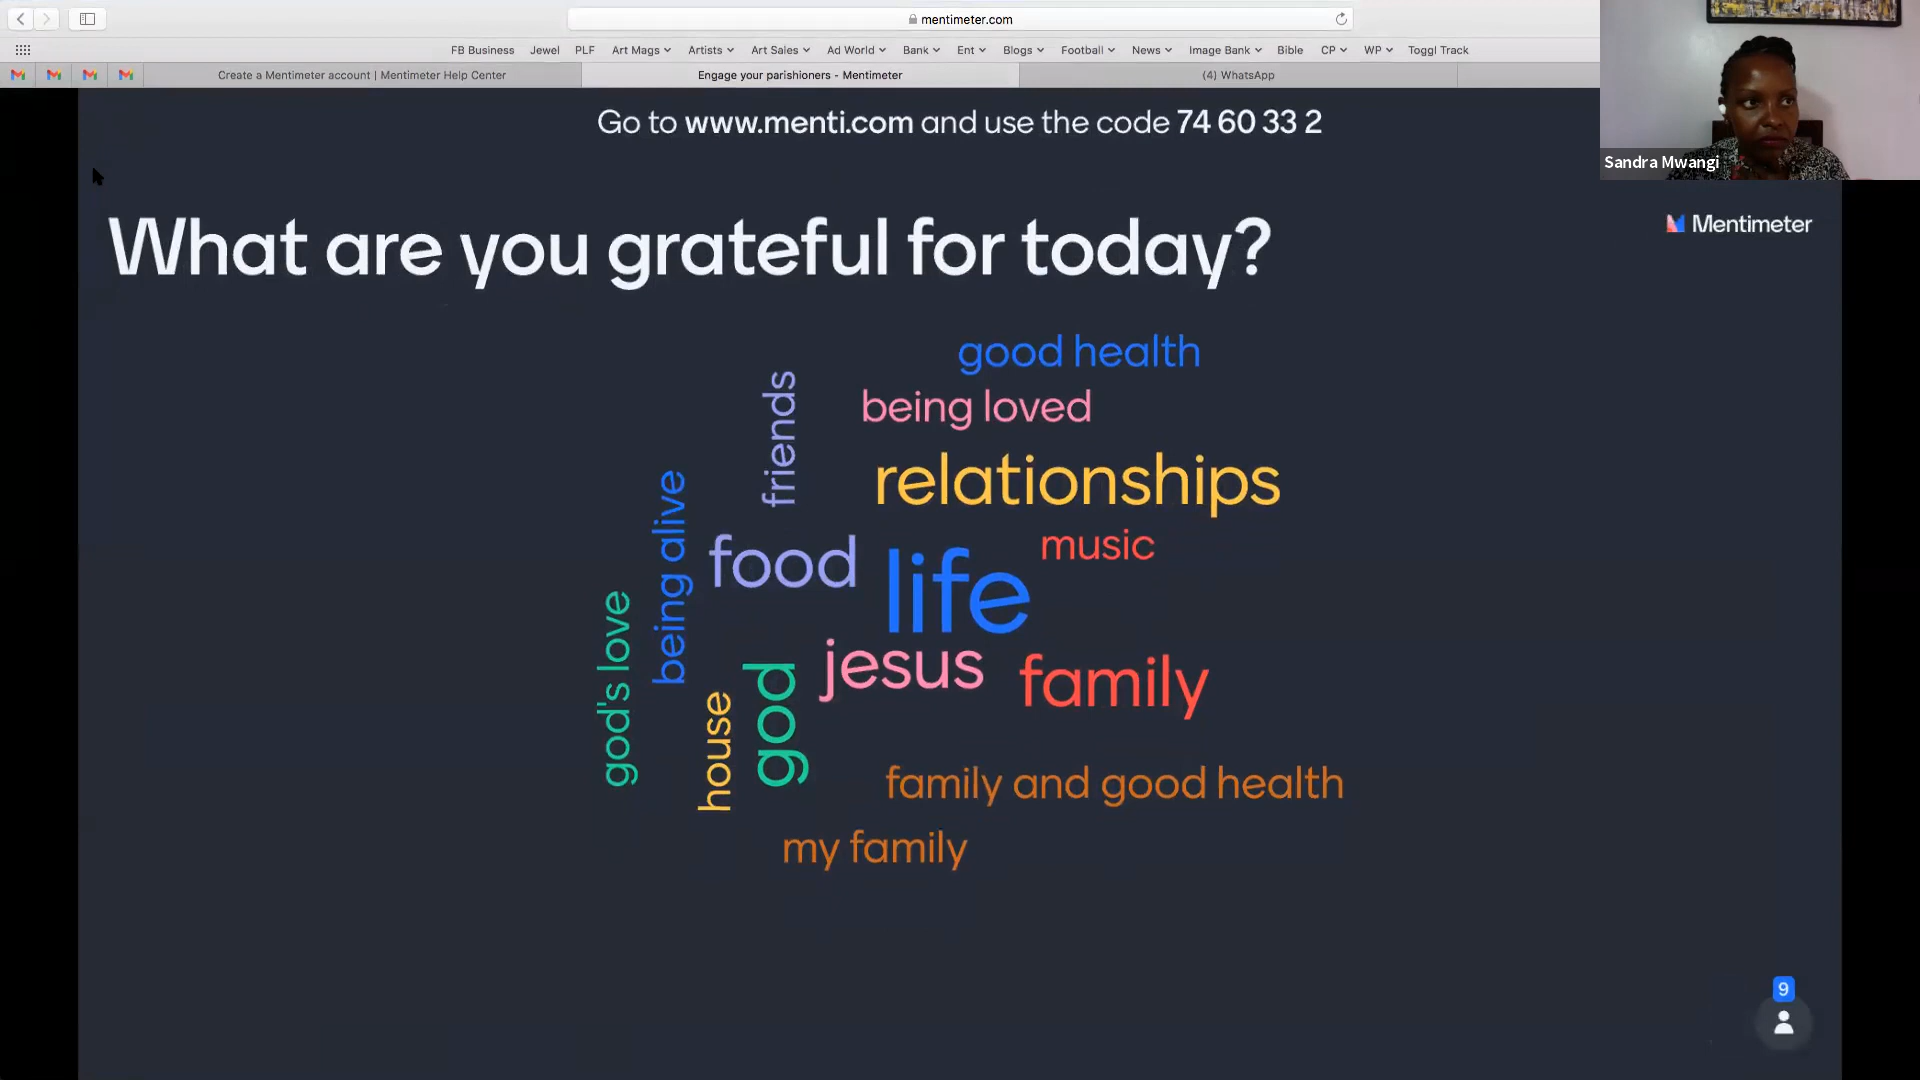 mentimeter.com
FB Business Jewel PLF Art Mags Artists Art Sales Ad World Bank Ent Blogs Football News Image Bank Bible CP WP Toggl Track
Create a Mentimeter account | Mentimeter Help Center
Engage your parishioners - Mentimeter
(4) WhatsApp
Go to www.menti.com and use the code 74 60 33 2
Sandra Mwangi
Mentimeter
What are you grateful for today?
good health
friends
being loved
relationships
being alive
food
life
music
god's love
jesus
family
house
god
family and good health
my family
9